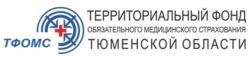 ТЕРРИТОРИАЛЬНЫЙ ФОНД
ОБЯЗАТЕЛЬНОГО МЕДИЦИНСКОГО СТРАХОВАНИЯ
ТЮМЕНСКОЙ ОБЛАСТИ
ТФОМС